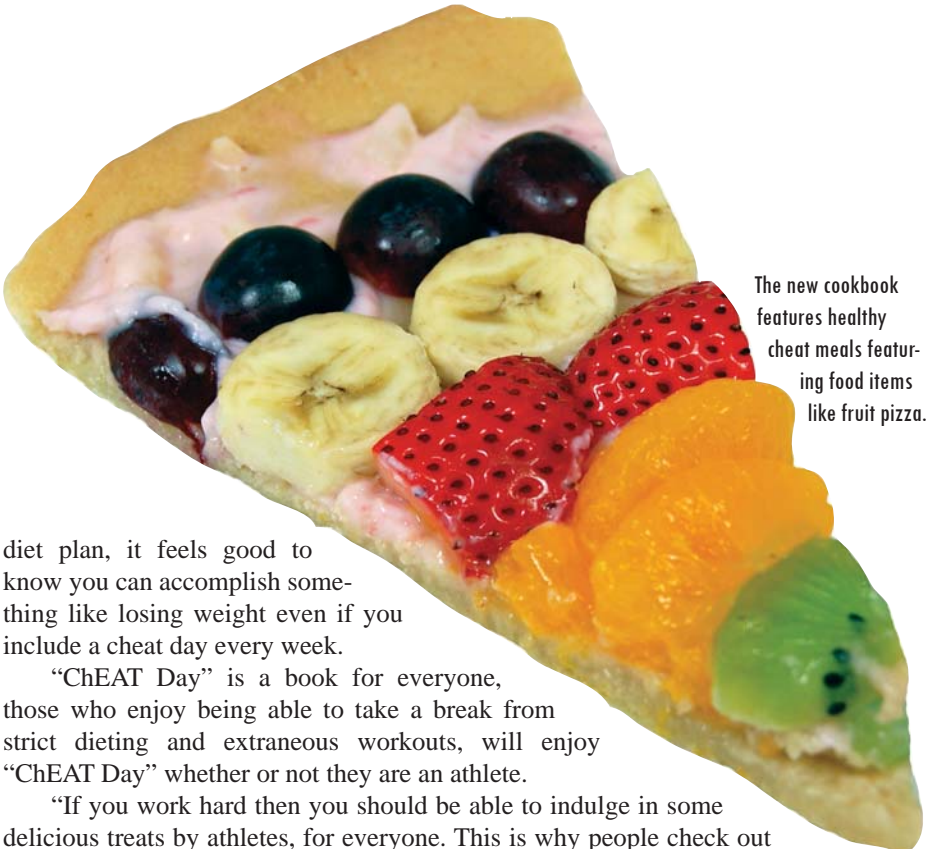 The new cookbook
features healthy
cheat meals featur-
ing food items
like fruit pizza.
diet plan, it feels good to
know you can accomplish some-
thing like losing weight even if you
include a cheat day every week.
“ChEAT Day” is a book for everyone,
those who enjoy being able to take a break from
strict dieting and extraneous workouts, will enjoy
“ChEAT Day” whether or not they are an athlete.
“If you work hard then you should be able to indulge in some
delicious treats by athletes, for everyone. This is why people check out